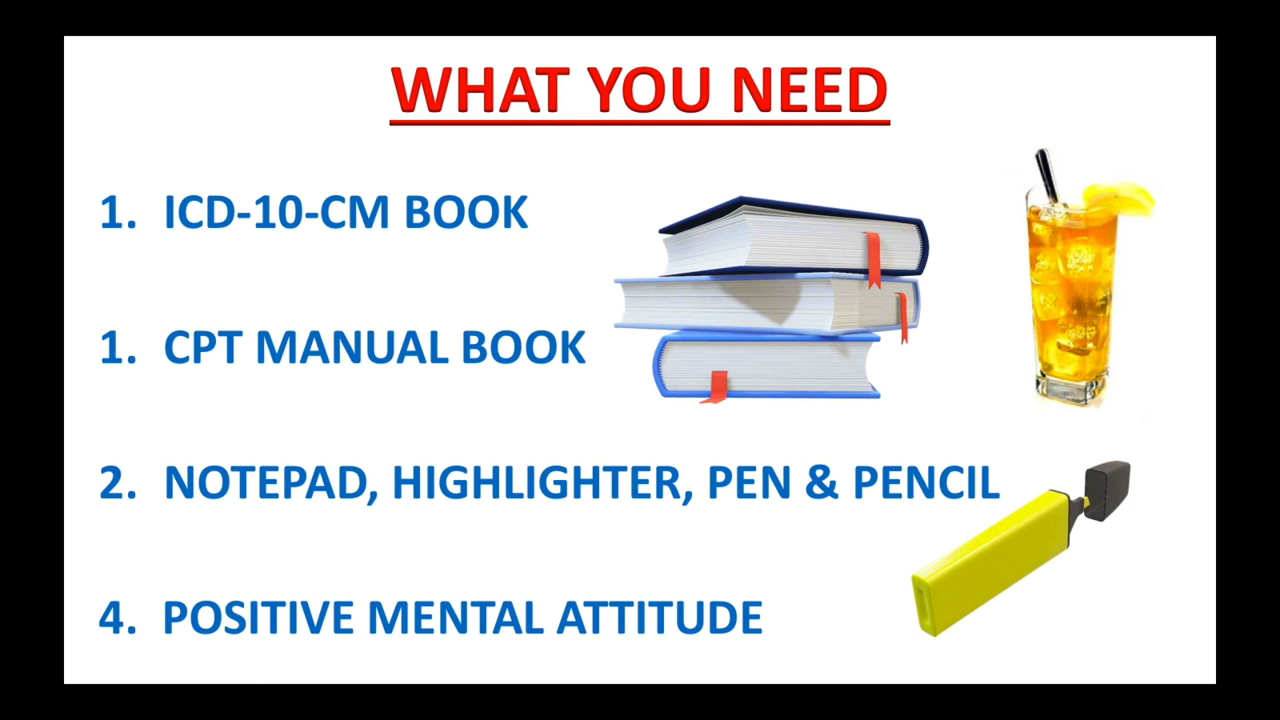 WHAT YOU NEED
1. ICD-10-CM BOOK
1. CPT MANUAL BOOK
2. NOTEPAD, HIGHLIGHTER, PEN & PENCIL
4. POSITIVE MENTAL ATTITUDE